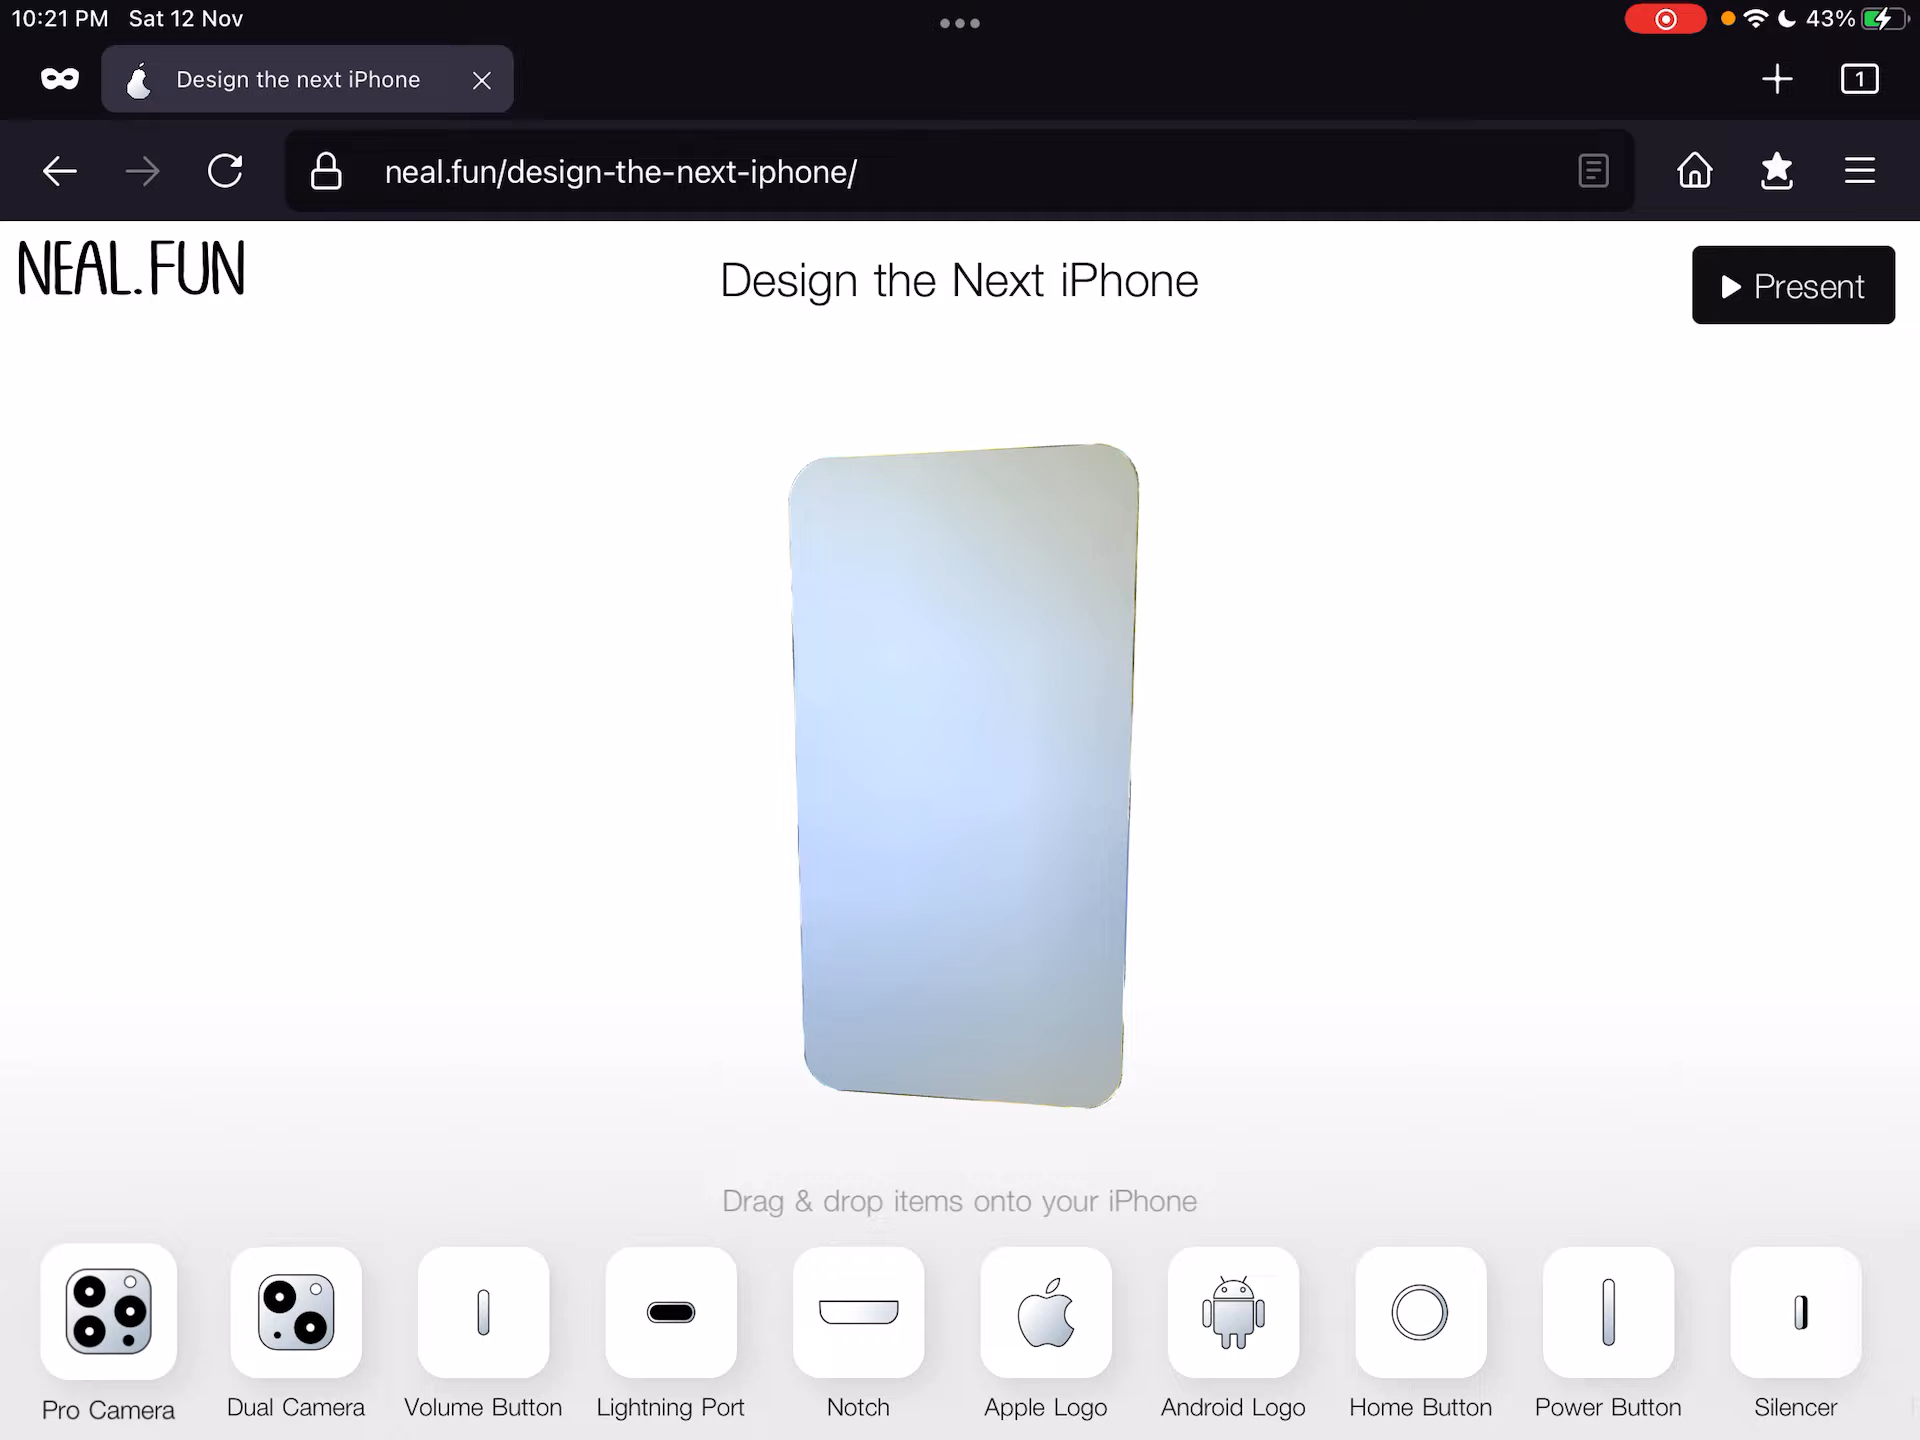 10:21 PM Sat 12 Nov
43%
Design the next iPhone
1
neal.fun/design-the-next-iphone/
NEAL.FUN
Design the Next iPhone
Present
Drag & drop items onto your iPhone
Pro Camera
Dual Camera
Volume Button
Lightning Port
Notch
Apple Logo
Android Logo
Home Button
Power Button
Silencer